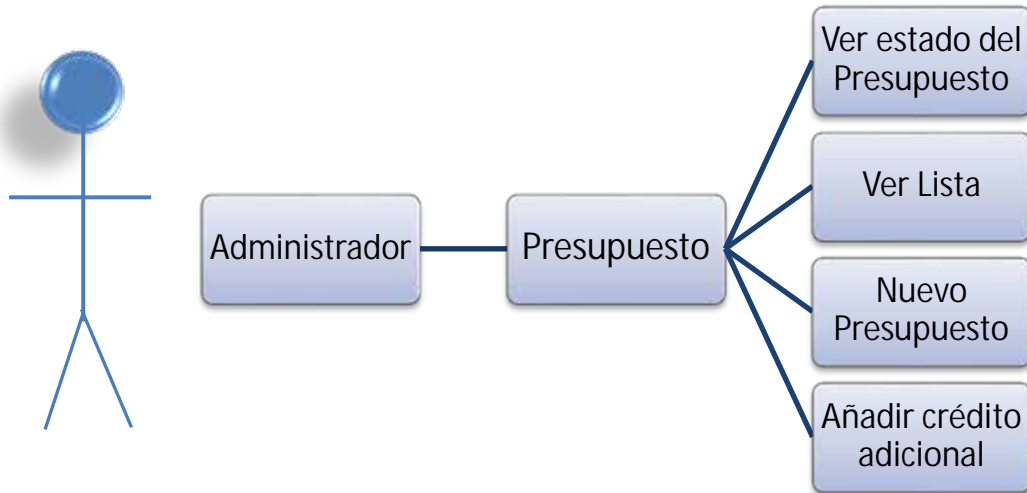 Administrador
Presupuesto
Ver estado del
Presupuesto
Ver Lista
Nuevo
Presupuesto
Añadir crédito
adicional